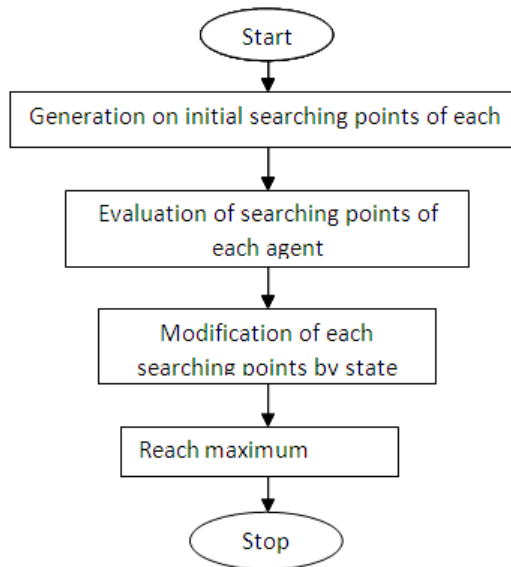 Start
Generation on initial searching points of each
Evaluation of searching points of
each agent
Modification of each
searching points by state
Reach maximum
Stop